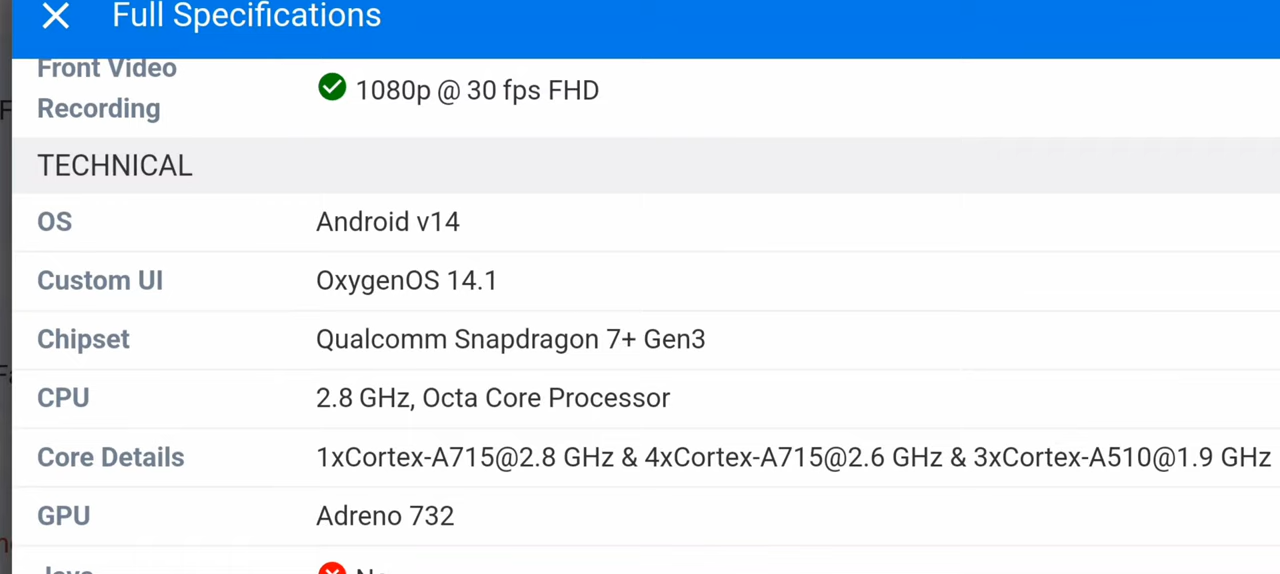 Full Specifications
Front Video
Recording
1080p @ 30 fps FHD
TECHNICAL
OS Android v14
Custom UI OxygenOS 14.1
Chipset Qualcomm Snapdragon 7+ Gen3
CPU 2.8 GHz, Octa Core Processor
Core Details 1xCortex-A715@2.8 GHz & 4xCortex-A715@2.6 GHz & 3xCortex-A510@1.9 GHz
GPU Adreno 732